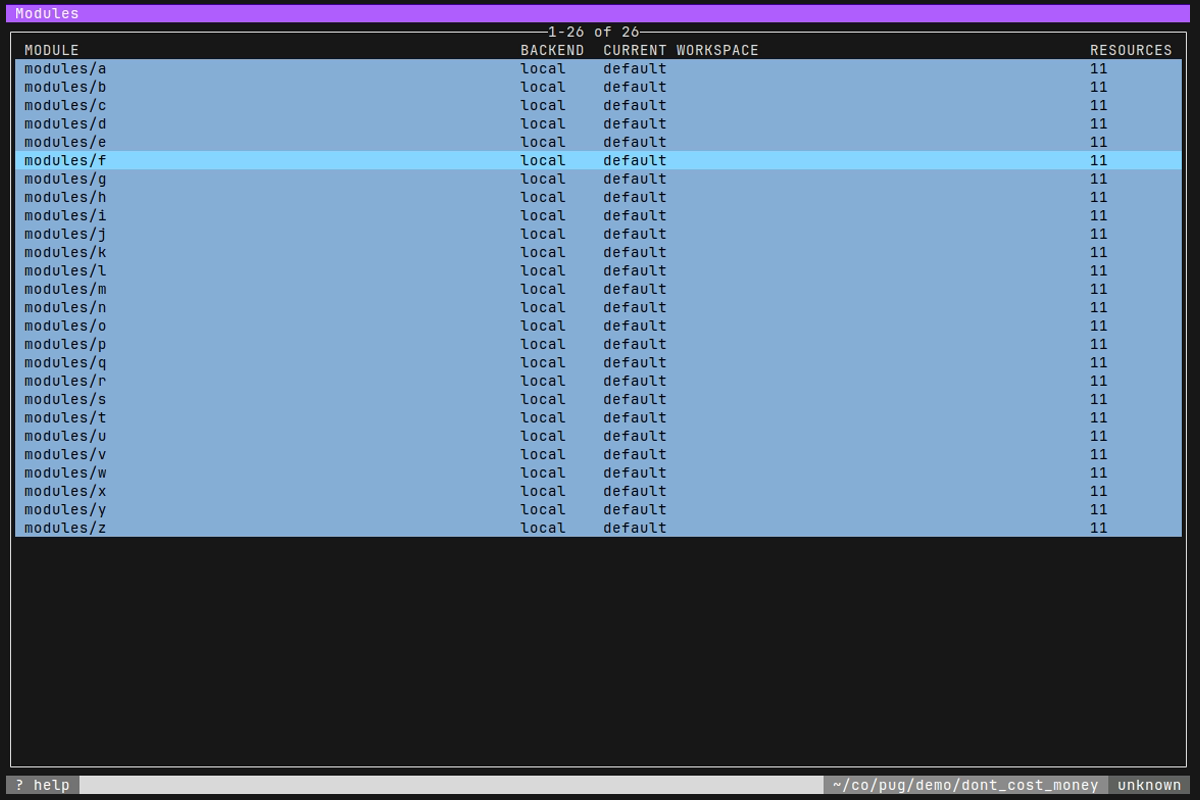 Modules
1-26 of 26
MODULE BACKEND CURRENT WORKSPACE RESOURCES
modules/a local default 11
modules/b local default 11
modules/c local default 11
modules/d local default 11
modules/e local default 11
modules/f local default 11
modules/g local default 11
modules/h local default 11
modules/i local default 11
modules/j local default 11
modules/k local default 11
modules/l local default 11
modules/m local default 11
modules/n local default 11
modules/o local default 11
modules/p local default 11
modules/q local default 11
modules/r local default 11
modules/s local default 11
modules/t local default 11
modules/u local default 11
modules/v local default 11
modules/w local default 11
modules/x local default 11
modules/y local default 11
modules/z local default 11
? help ~/co/pug/demo/dont_cost_money unknown